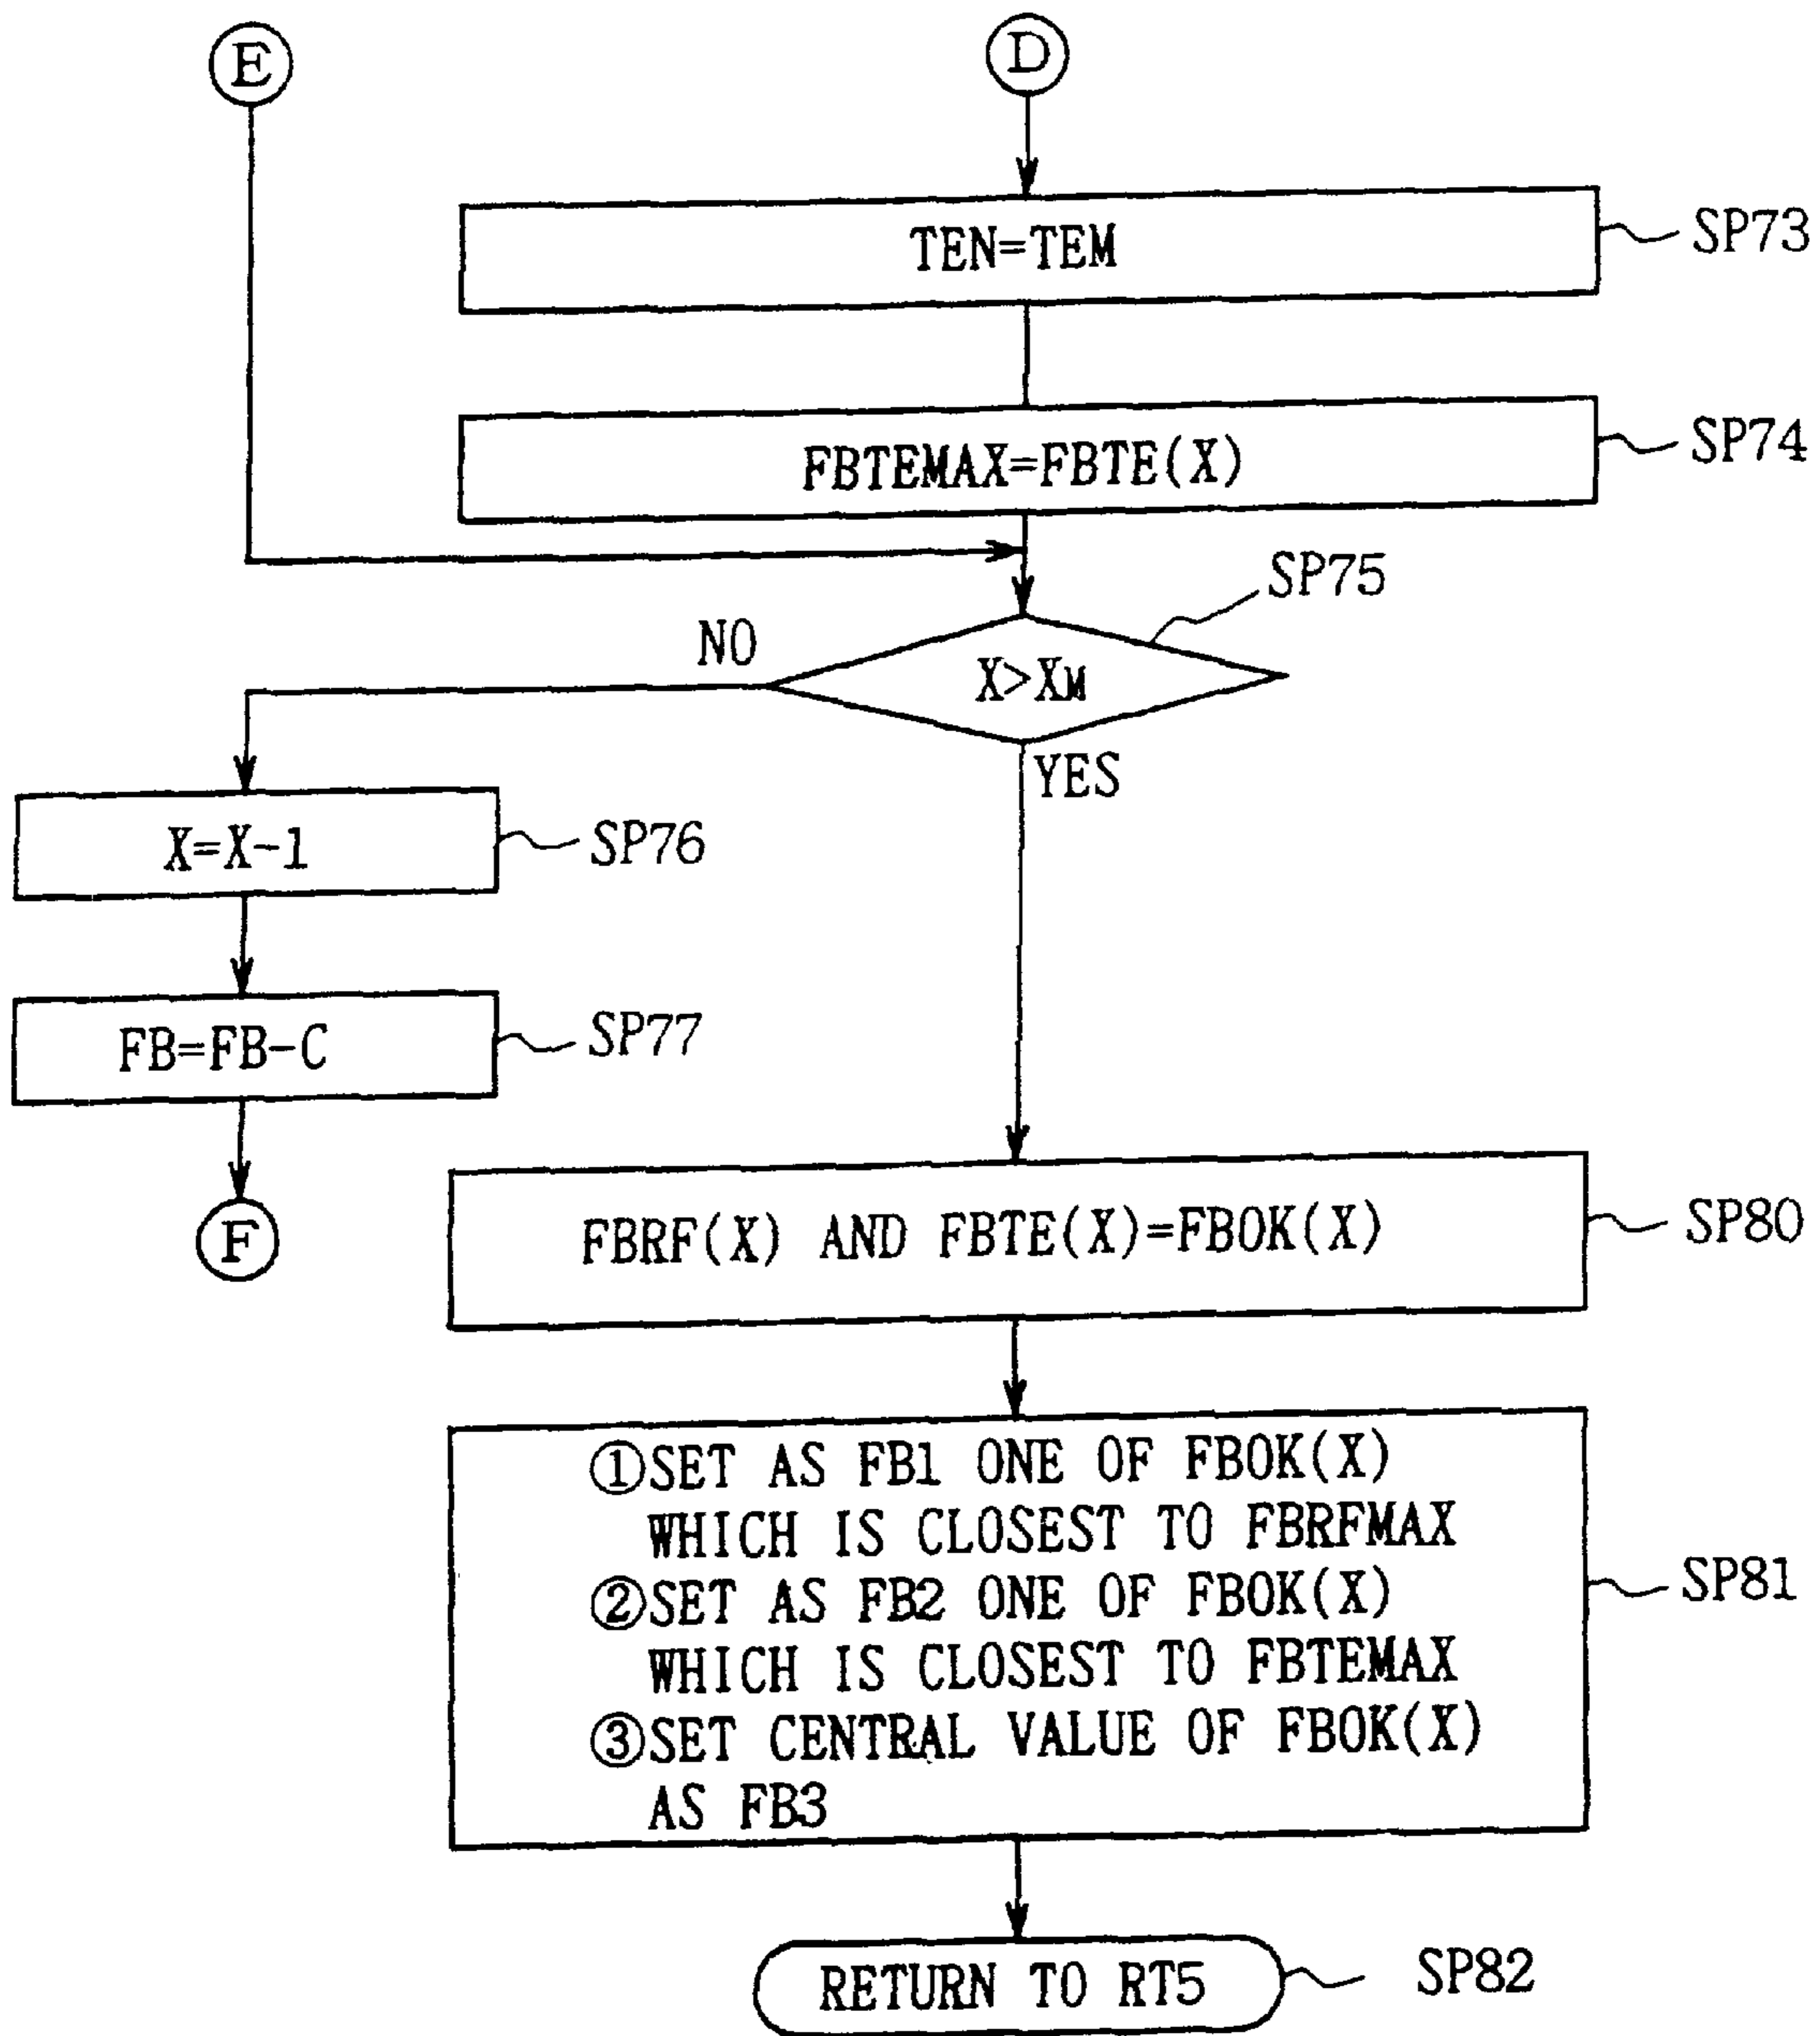 E
D
TEN=TEM
SP73
FBTEMAX=FBTE(X)
SP74
SP75
NO
X>XM
YES
X=X-1
SP76
FB=FB-C
SP77
F
FBRF(X) AND FBTE(X)=FBOK(X)
SP80
①SET AS FB1 ONE OF FBOK(X)
WHICH IS CLOSEST TO FBRFMAX
②SET AS FB2 ONE OF FBOK(X)
WHICH IS CLOSEST TO FBTEMAX
③SET CENTRAL VALUE OF FBOK(X)
AS FB3
SP81
RETURN TO RT5
SP82